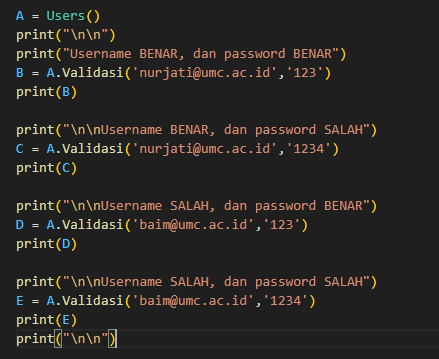 A = Users()
print("\n\n")
print("Username BENAR, dan password BENAR")
B = A.Validasi('nurjati@umc.ac.id','123')
print(B)
print("\n\nUsername BENAR, dan password SALAH")
C = A.Validasi('nurjati@umc.ac.id','1234')
print(C)
print("\n\nUsername SALAH, dan password BENAR")
D = A.Validasi('baim@umc.ac.id','123')
print(D)
print("\n\nUsername SALAH, dan password SALAH")
E = A.Validasi('baim@umc.ac.id','1234')
print(E)
print("\n\n")